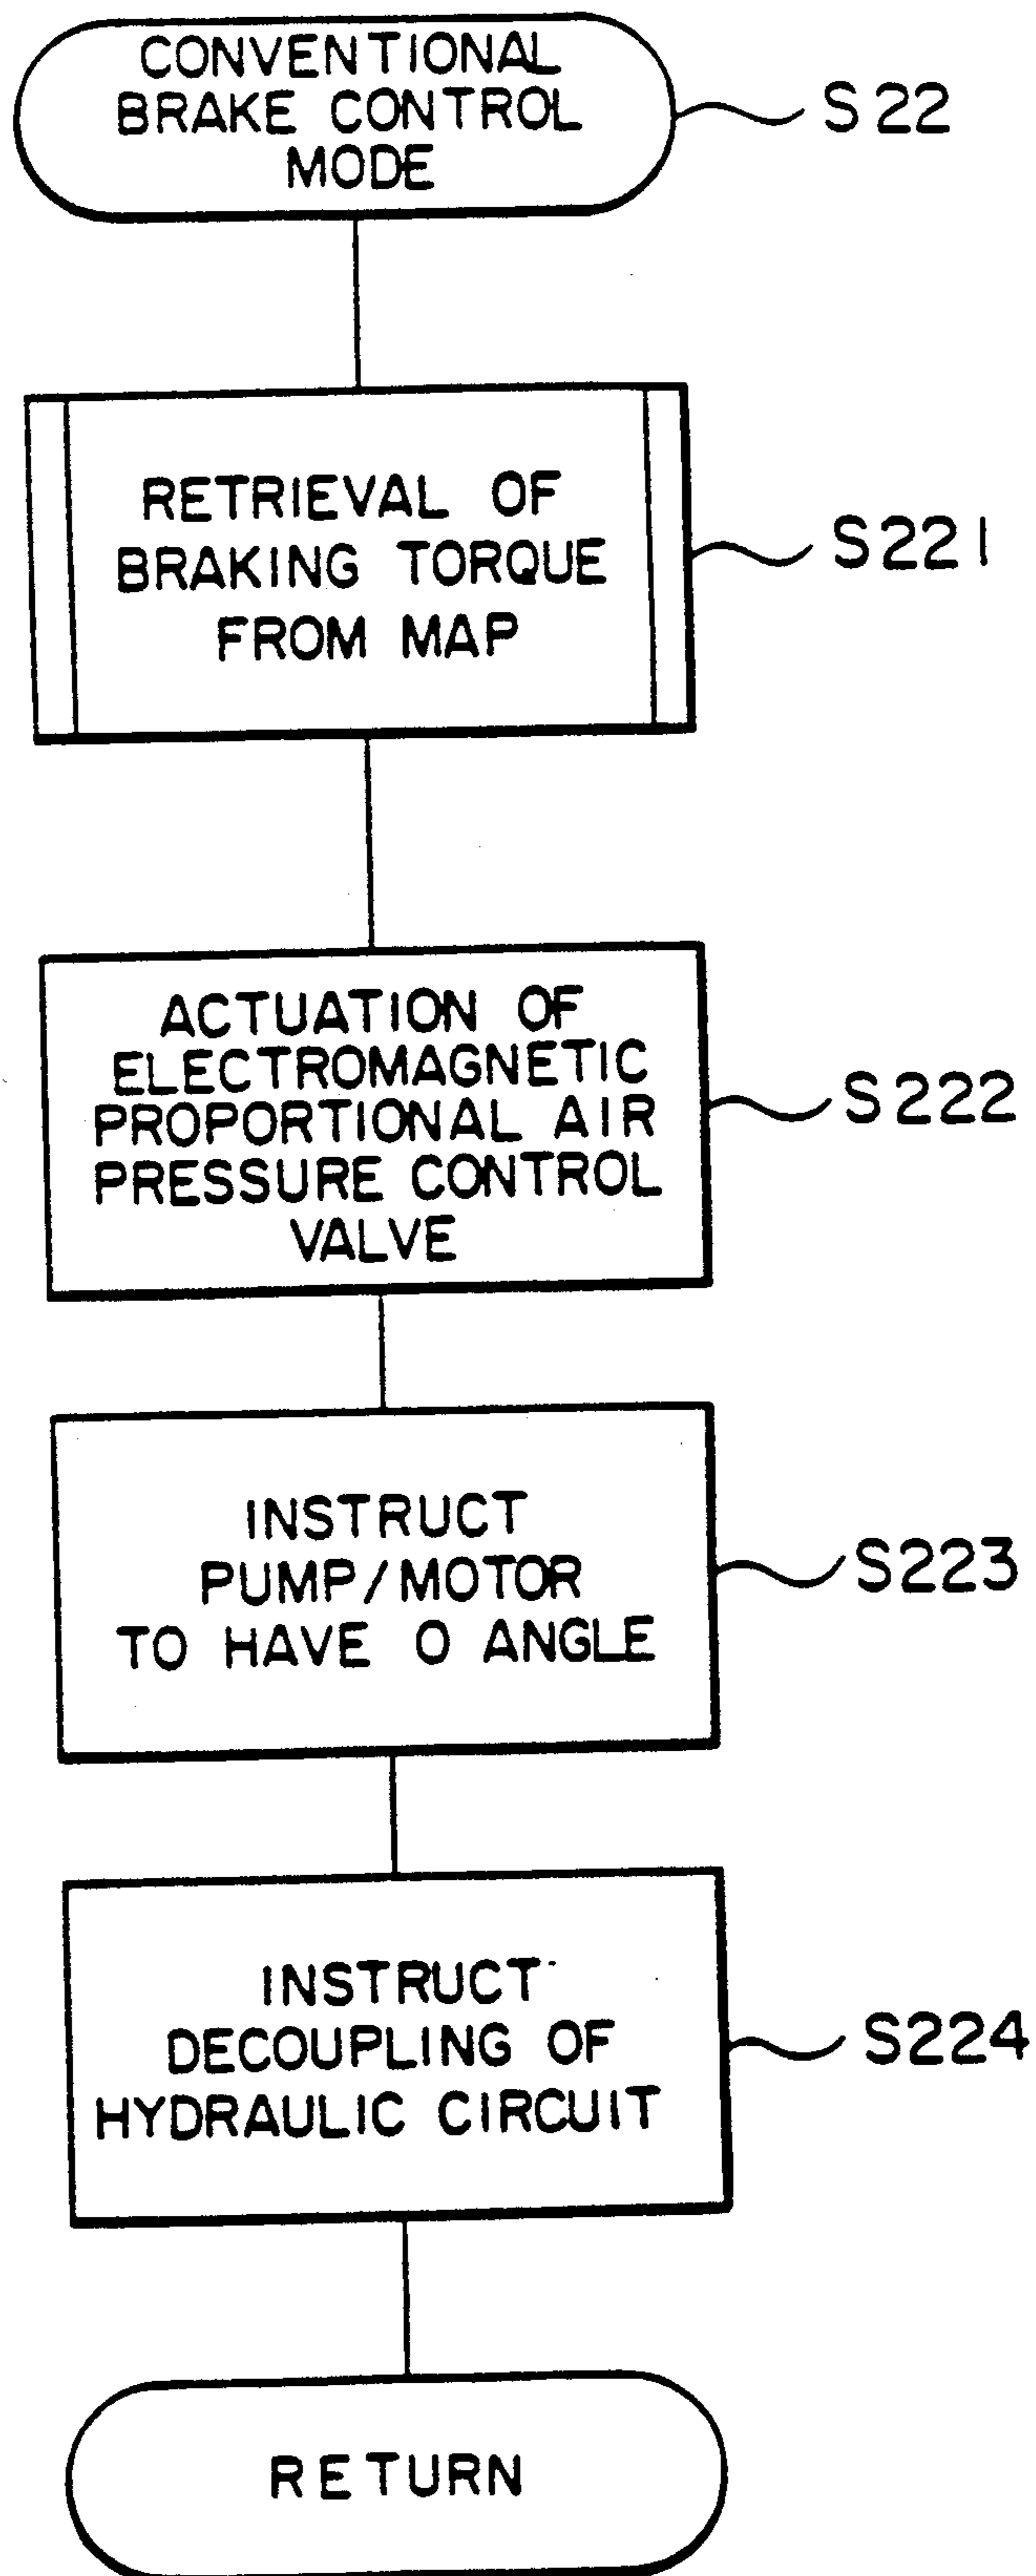 CONVENTIONAL
BRAKE CONTROL
MODE
S22
RETRIEVAL OF
BRAKING TORQUE
FROM MAP
S221
ACTUATION OF
ELECTROMAGNETIC
PROPORTIONAL AIR
PRESSURE CONTROL
VALVE
S222
INSTRUCT
PUMP/MOTOR
TO HAVE 0 ANGLE
S223
INSTRUCT
DECOUPLING OF
HYDRAULIC CIRCUIT
S224
RETURN